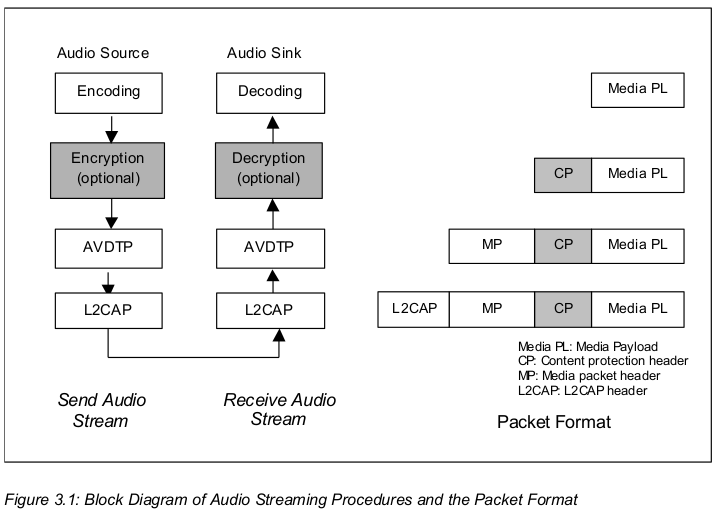 Audio Source
Audio Sink
Encoding
Decoding
Media PL
Encryption
(optional)
Decryption
(optional)
CP
Media PL
AVDTP
AVDTP
MP
CP
Media PL
L2CAP
L2CAP
L2CAP
MP
CP
Media PL
Media PL: Media Payload
CP: Content protection header
MP: Media packet header
L2CAP: L2CAP header
Send Audio
Stream
Receive Audio
Stream
Packet Format
Figure 3.1: Block Diagram of Audio Streaming Procedures and the Packet Format